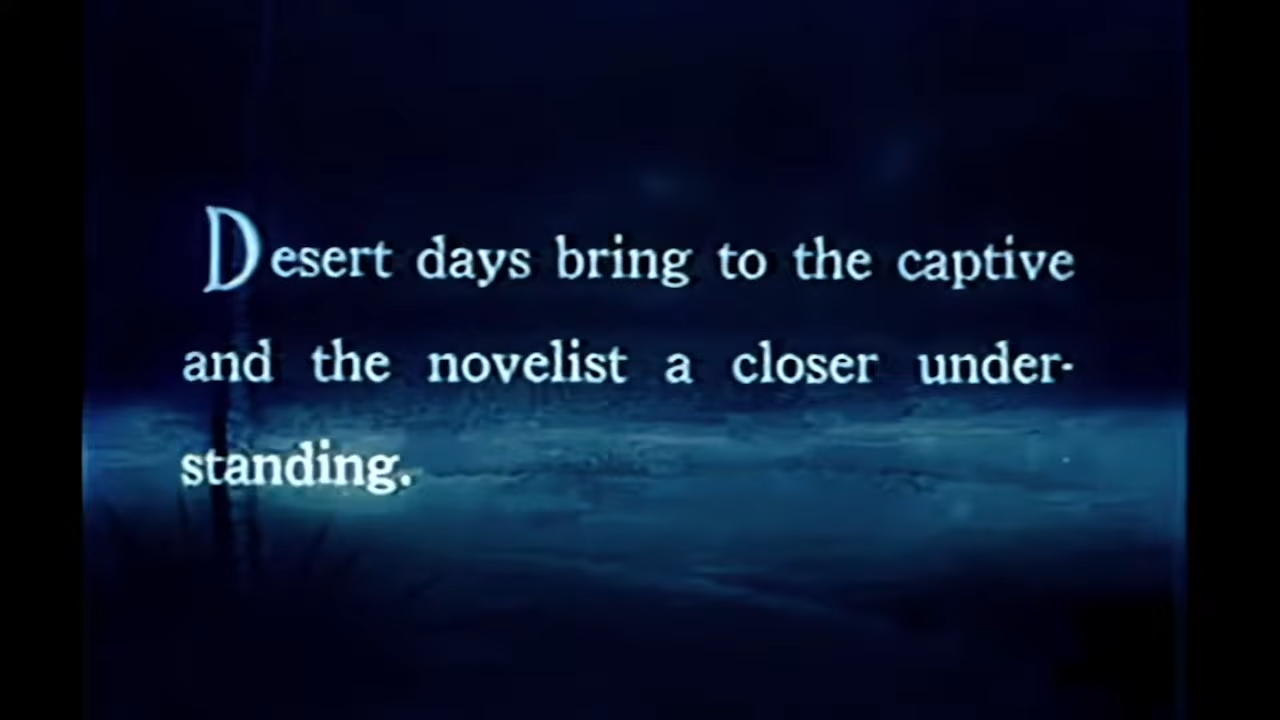 Desert days bring to the captive
and the novelist a closer under-
standing.